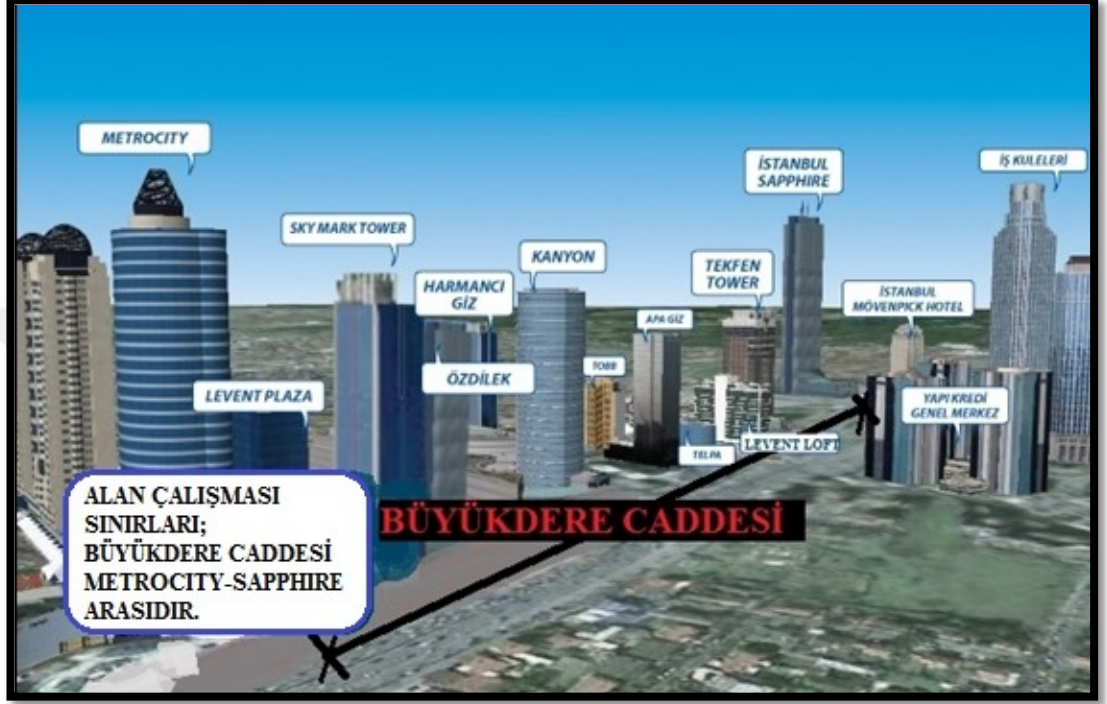 METROCITY
İSTANBUL
SAPPHIRE
İŞ KULELERİ
SKY MARK TOWER
KANYON
TEKFEN
TOWER
HARMANCI
GİZ
İSTANBUL
MÖVENPICK HOTEL
APA GİZ
TOBB
ÖZDİLEK
LEVENT PLAZA
YAPI KREDİ
GENEL MERKEZ
TELPA
LEVENT LOFT
ALAN ÇALIŞMASI
SINIRLARI;
BÜYÜKDERE CADDESİ
METROCITY-SAPPHIRE
ARASIDIR.
BÜYÜKDERE CADDESİ